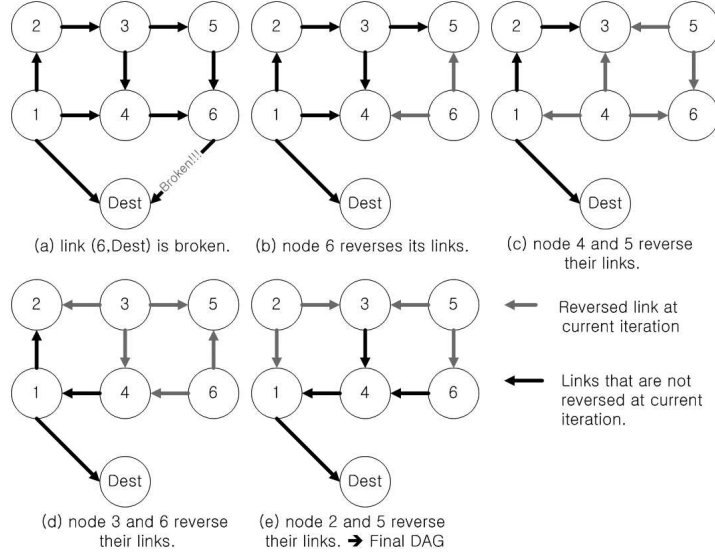 2 3 5
1 4 6
Broken!!!
Dest
(a) link (6,Dest) is broken.
2 3 5
1 4 6
Dest
(b) node 6 reverses its links.
2 3 5
1 4 6
Dest
(c) node 4 and 5 reverse
their links.
2 3 5
1 4 6
Dest
(d) node 3 and 6 reverse
their links.
2 3 5
1 4 6
Dest
(e) node 2 and 5 reverse
their links. ➔ Final DAG
Reversed link at
current iteration
Links that are not
reversed at current
iteration.